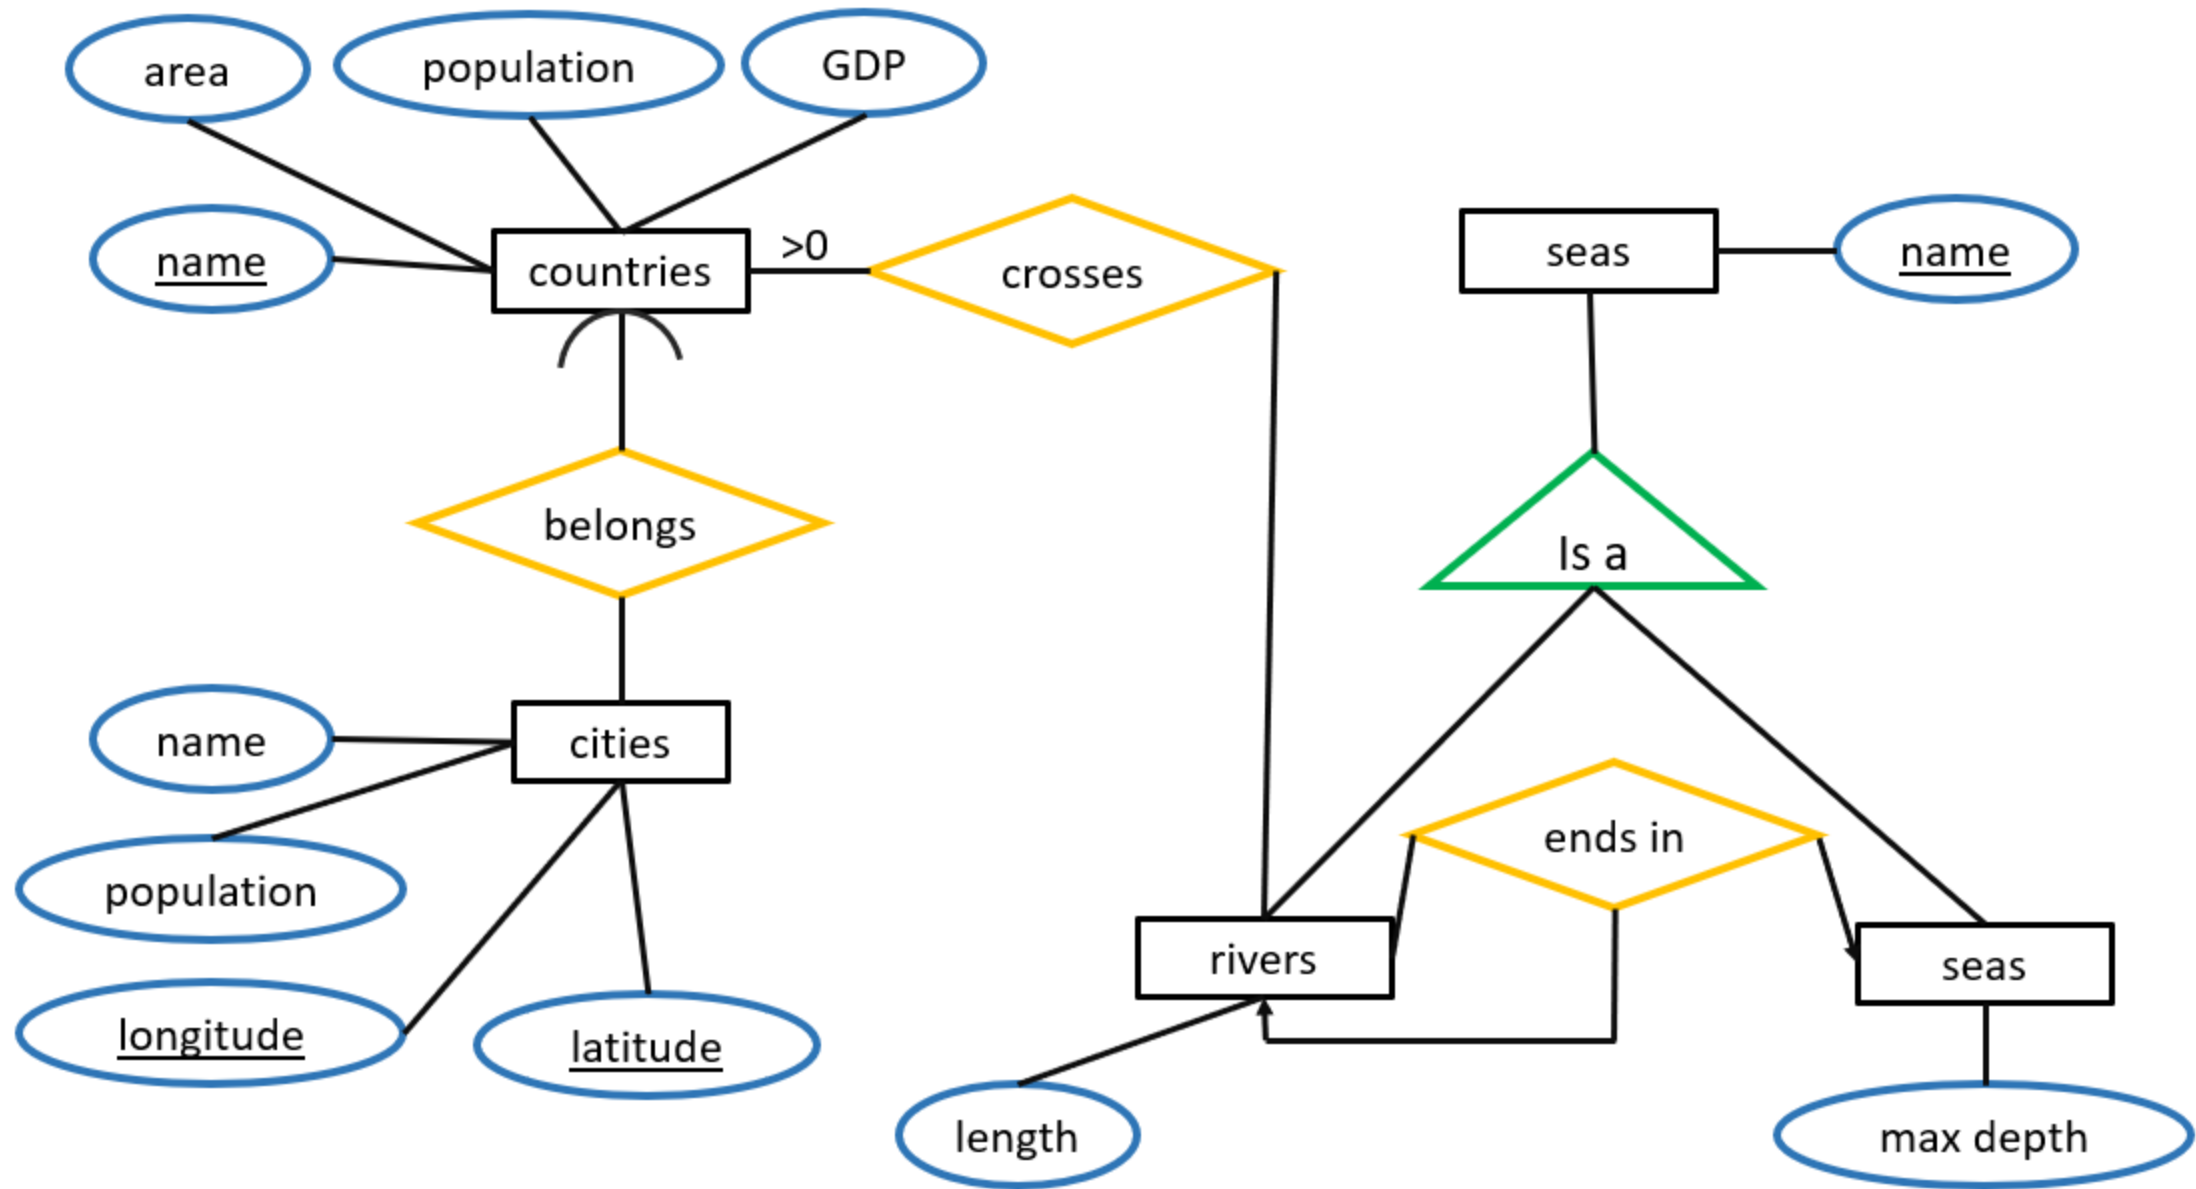 area
population
GDP
name
countries
>0
crosses
seas
name
belongs
Is a
name
cities
ends in
population
rivers
seas
longitude
latitude
length
max depth